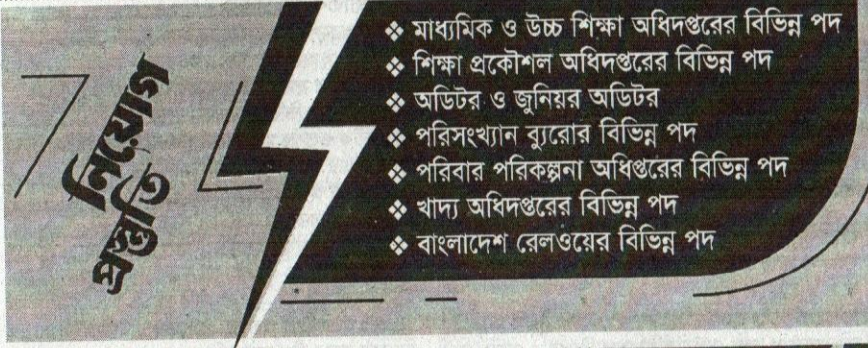 নিয়োগ
প্রস্তুতি
❖ মাধ্যমিক ও উচ্চ শিক্ষা অধিদপ্তরের বিভিন্ন পদ
❖ শিক্ষা প্রকৌশল অধিদপ্তরের বিভিন্ন পদ
❖ অডিটর ও জুনিয়র অডিটর
❖ পরিসংখ্যান ব্যুরোর বিভিন্ন পদ
❖ পরিবার পরিকল্পনা অধিপ্তরের বিভিন্ন পদ
❖ খাদ্য অধিদপ্তরের বিভিন্ন পদ
❖ বাংলাদেশ রেলওয়ের বিভিন্ন পদ